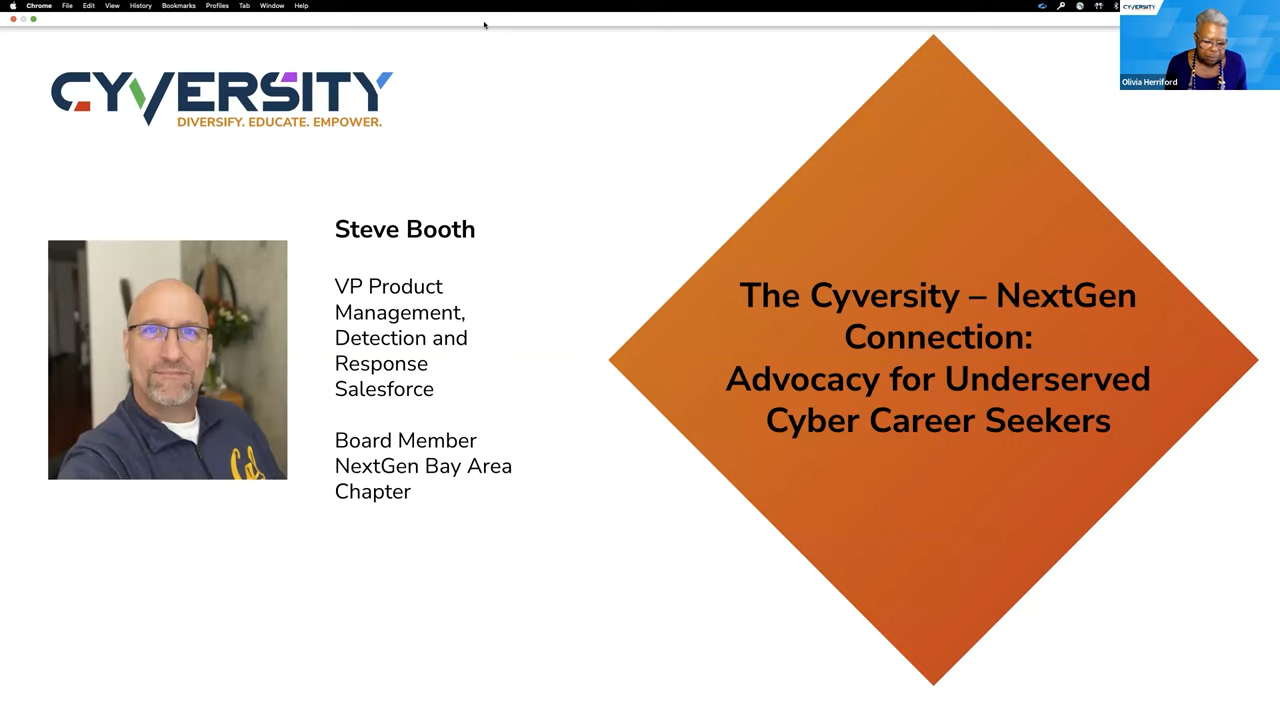 Chrome File Edit View History Bookmarks Profiles Tab Window Help
CYVERSITY
Olivia Herriford
CYVERSITY
DIVERSIFY. EDUCATE. EMPOWER.
Steve Booth
VP Product
Management,
Detection and
Response
Salesforce
Board Member
NextGen Bay Area
Chapter
Cal
The Cyversity – NextGen
Connection:
Advocacy for Underserved
Cyber Career Seekers